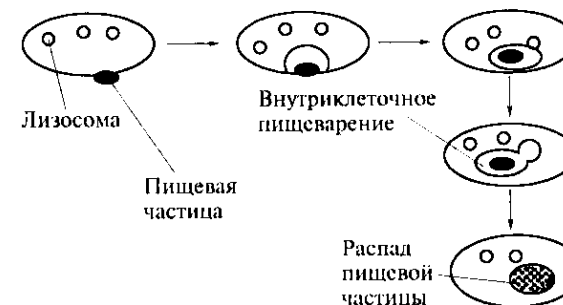 Лизосома
Пищевая
частица
Внутриклеточное
пищеварение
Распад
пищевой
частицы